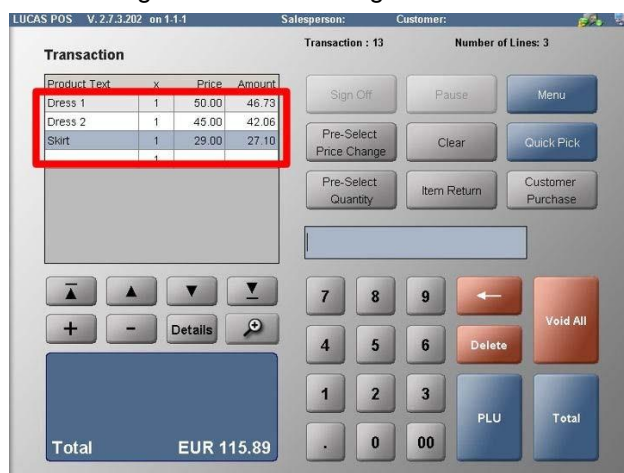 LUCAS POS V. 2.7.3.202 on 1-1-1 Salesperson: Customer:
Transaction
Transaction : 13 Number of Lines: 3
Product Text x Price Amount
Dress 1 1 50.00 46.73
Dress 2 1 45.00 42.06
Skirt 1 29.00 27.10
1
Sign Off Pause Menu
Pre-Select Price Change Clear Quick Pick
Pre-Select Quantity Item Return Customer Purchase
+ - Details
7 8 9 Void All
4 5 6 Delete
1 2 3 PLU Total
. 0 00
Total EUR 115.89